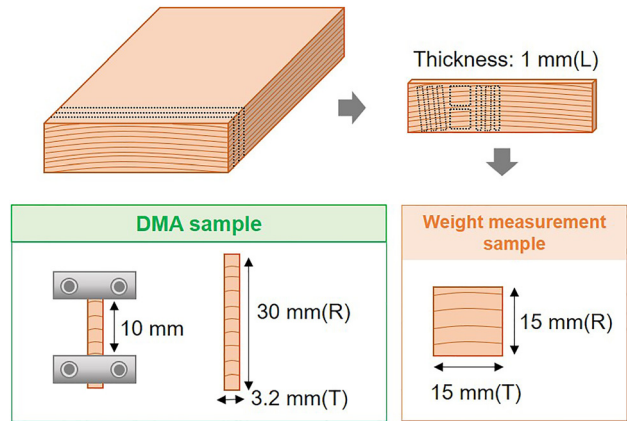 Thickness: 1 mm(L)
DMA sample
10 mm
30 mm(R)
3.2 mm(T)
Weight measurement
sample
15 mm(R)
15 mm(T)